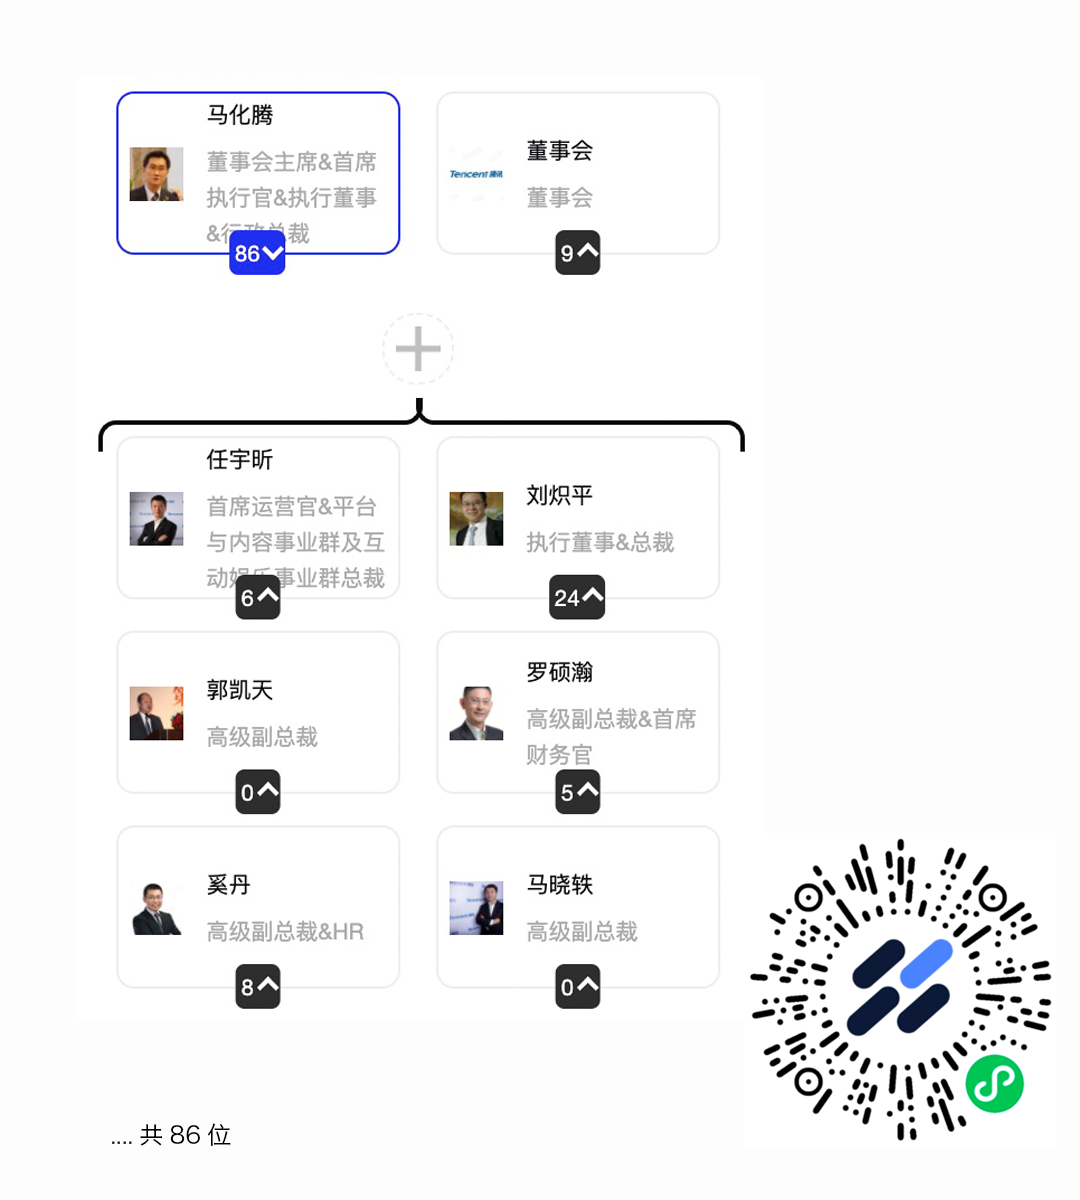 马化腾
董事会主席&首席
执行官&执行董事
&行政总裁
86
董事会
董事会
Tencent 腾讯
9
任宇昕
首席运营官&平台
与内容事业群及互
动娱乐事业群总裁
6
刘炽平
执行董事&总裁
24
郭凯天
高级副总裁
0
罗硕瀚
高级副总裁&首席
财务官
5
奚丹
高级副总裁&HR
8
马晓轶
高级副总裁
0
.... 共 86 位